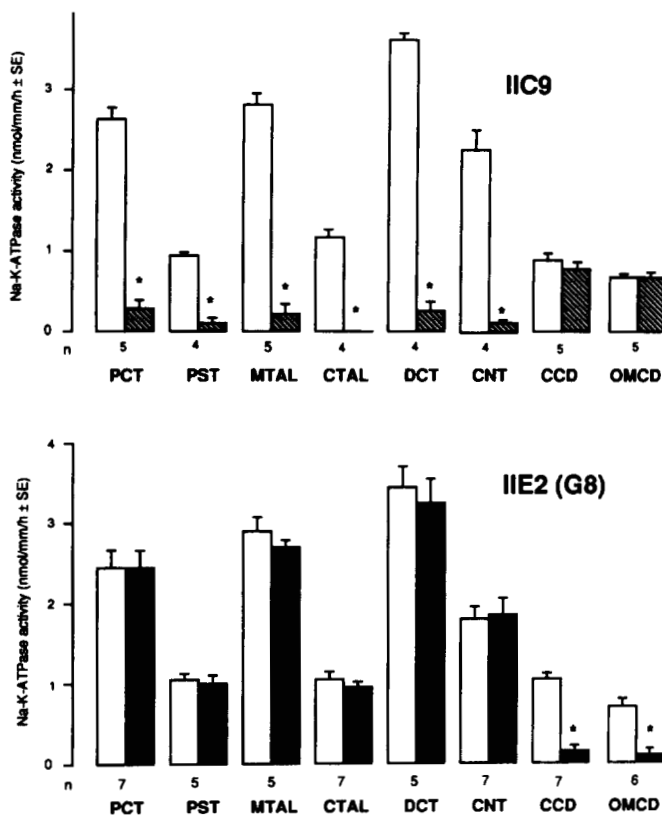 Na-K-ATPase activity (nmol/mm/h ± SE)
IIC9
3
2
1
0
* * * * * *
n 5 4 5 4 4 4 5 5
PCT PST MTAL CTAL DCT CNT CCD OMCD
Na-K-ATPase activity (nmol/mm/h ± SE)
IIE2 (G8)
4
3
2
1
0
* *
n 7 5 5 7 5 7 7 6
PCT PST MTAL CTAL DCT CNT CCD OMCD